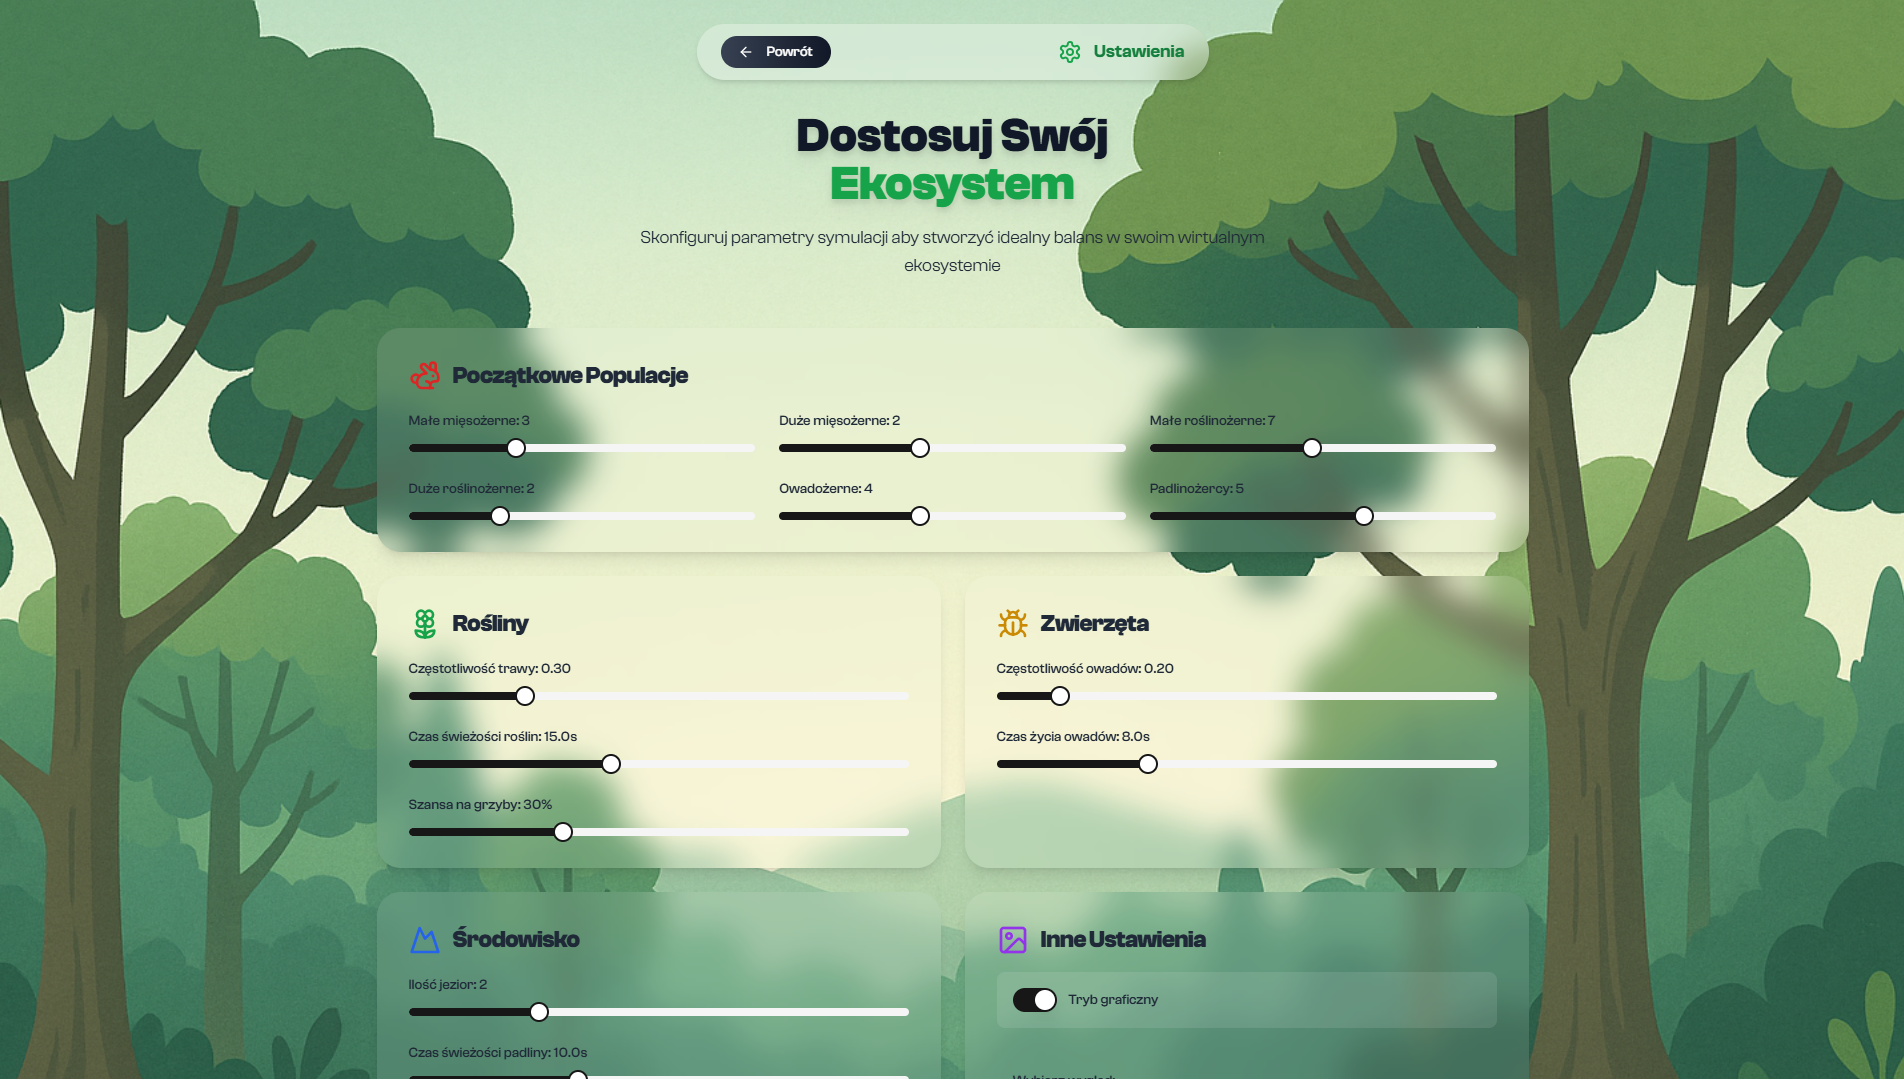 Powrót
Ustawienia
Dostosuj Swój
Ekosystem
Skonfiguruj parametry symulacji aby stworzyć idealny balans w swoim wirtualnym
ekosystemie
Początkowe Populacje
Małe mięsożerne: 3
Duże mięsożerne: 2
Małe roślinożerne: 7
Duże roślinożerne: 2
Owadożerne: 4
Padlinożercy: 5
Rośliny
Częstotliwość trawy: 0.30
Czas świeżości roślin: 15.0s
Szansa na grzyby: 30%
Zwierzęta
Częstotliwość owadów: 0.20
Czas życia owadów: 8.0s
Środowisko
Ilość jezior: 2
Czas świeżości padliny: 10.0s
Inne Ustawienia
Tryb graficzny